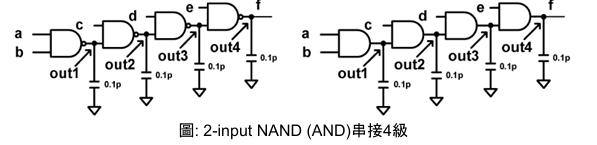 a
b
c
d
e
f
out1
out2
out3
out4
0.1p
0.1p
0.1p
0.1p
a
b
c
d
e
f
out1
out2
out3
out4
0.1p
0.1p
0.1p
0.1p
圖: 2-input NAND (AND)串接4級